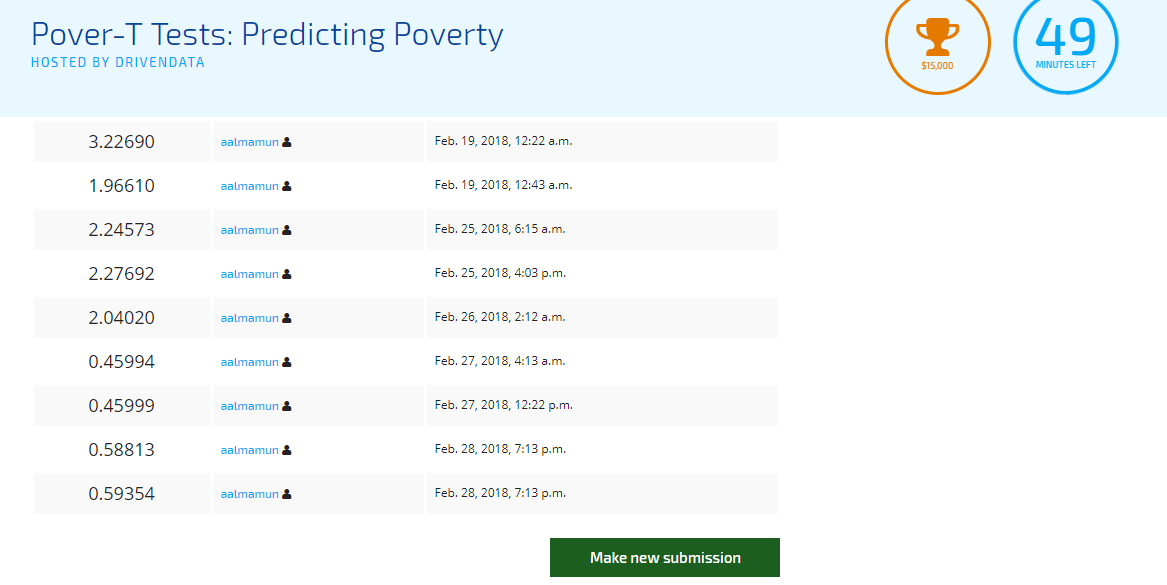 Pover-T Tests: Predicting Poverty
HOSTED BY DRIVENDATA
$15,000
49
MINUTES LEFT
3.22690 aalmamun Feb. 19, 2018, 12:22 a.m.
1.96610 aalmamun Feb. 19, 2018, 12:43 a.m.
2.24573 aalmamun Feb. 25, 2018, 6:15 a.m.
2.27692 aalmamun Feb. 25, 2018, 4:03 p.m.
2.04020 aalmamun Feb. 26, 2018, 2:12 a.m.
0.45994 aalmamun Feb. 27, 2018, 4:13 a.m.
0.45999 aalmamun Feb. 27, 2018, 12:22 p.m.
0.58813 aalmamun Feb. 28, 2018, 7:13 p.m.
0.59354 aalmamun Feb. 28, 2018, 7:13 p.m.
Make new submission